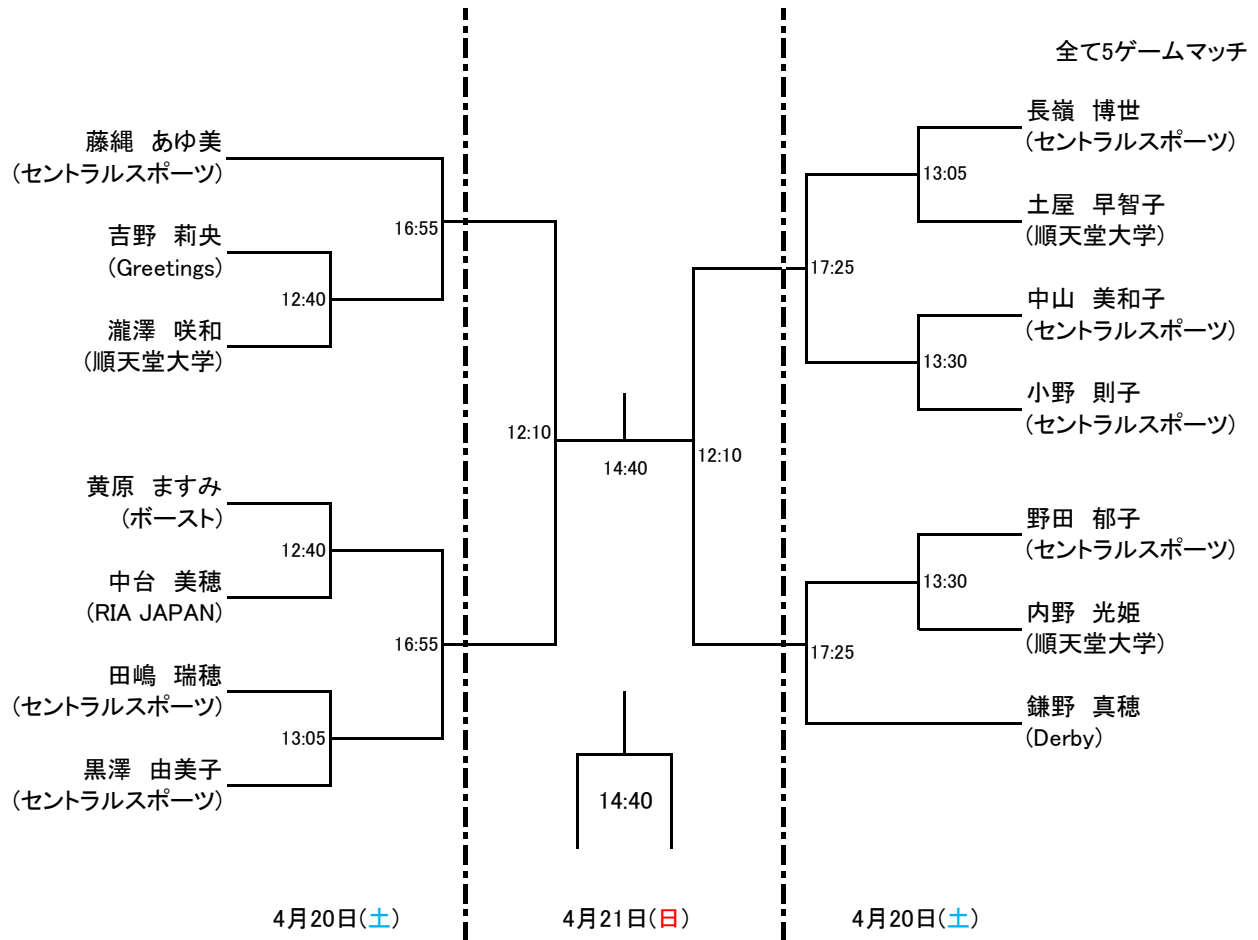 全て5ゲームマッチ
藤縄　あゆ美
(セントラルスポーツ)
16:55
吉野　莉央
(Greetings)
12:40
瀧澤　咲和
(順天堂大学)
黄原　ますみ
(ボースト)
12:40
中台　美穂
(RIA JAPAN)
16:55
田嶋　瑞穂
(セントラルスポーツ)
13:05
黒澤　由美子
(セントラルスポーツ)
12:10
14:40
12:10
14:40
長嶺　博世
(セントラルスポーツ)
13:05
土屋　早智子
(順天堂大学)
17:25
中山　美和子
(セントラルスポーツ)
13:30
小野　則子
(セントラルスポーツ)
野田　郁子
(セントラルスポーツ)
13:30
内野　光姫
(順天堂大学)
17:25
鎌野　真穂
(Derby)
4月20日(土)
4月21日(日)
4月20日(土)